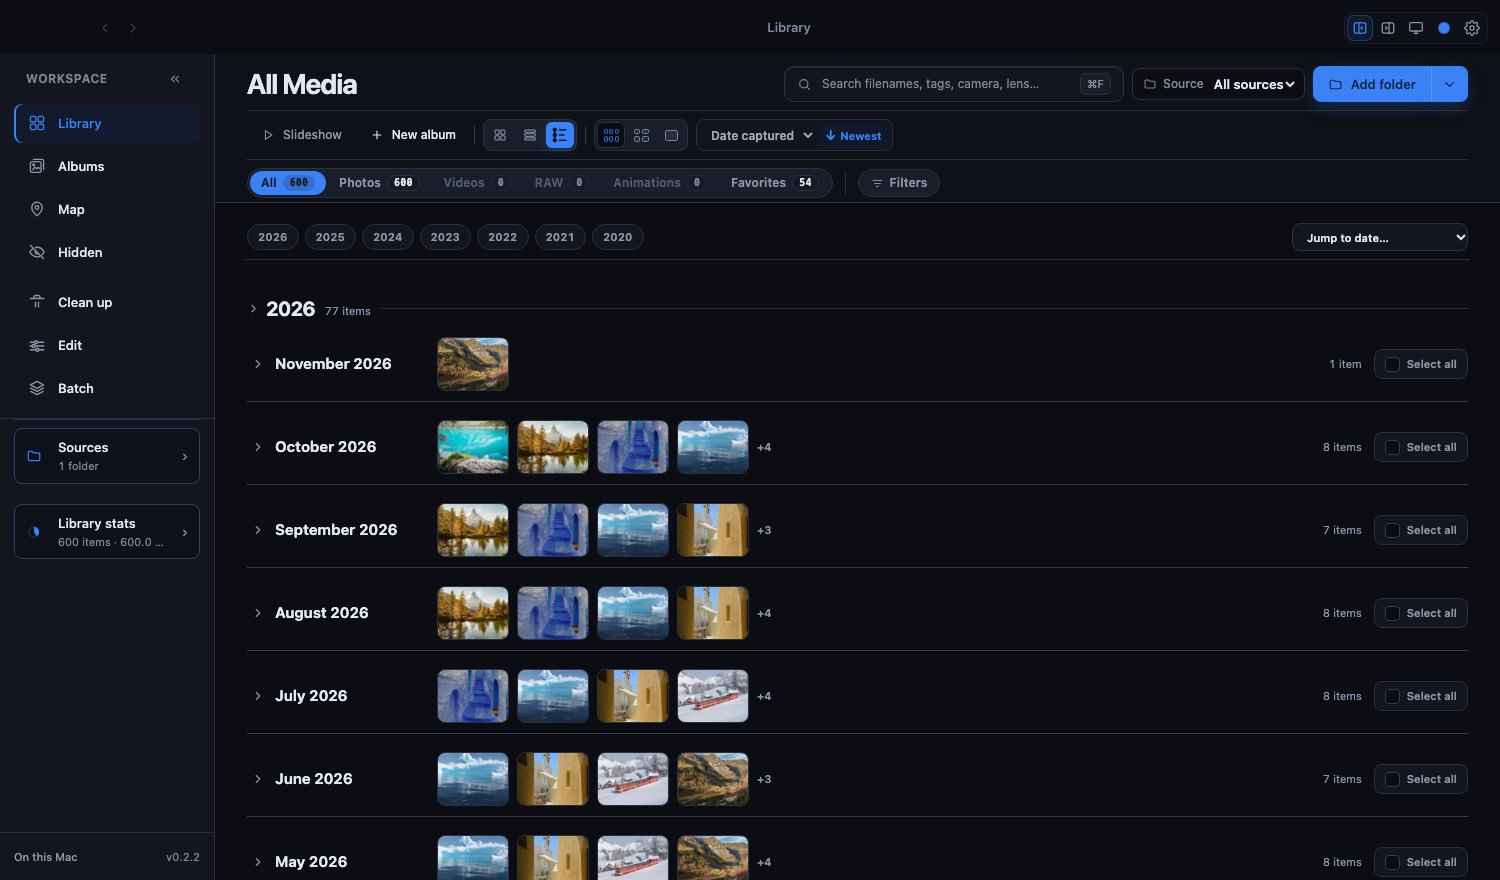 Library
WORKSPACE
All Media
Search filenames, tags, camera, lens...
⌘F
Source All sources
Add folder
Library
Albums
Map
Hidden
Clean up
Edit
Batch
Sources
1 folder
Library stats
600 items · 600.0 ...
On this Mac v0.2.2
Slideshow
New album
Date captured
Newest
All 600
Photos 600
Videos 0
RAW 0
Animations 0
Favorites 54
Filters
2026 2025 2024 2023 2022 2021 2020
Jump to date...
2026 77 items
November 2026 1 item Select all
October 2026 +4 8 items Select all
September 2026 +3 7 items Select all
August 2026 +4 8 items Select all
July 2026 +4 8 items Select all
June 2026 +3 7 items Select all
May 2026 +4 8 items Select all